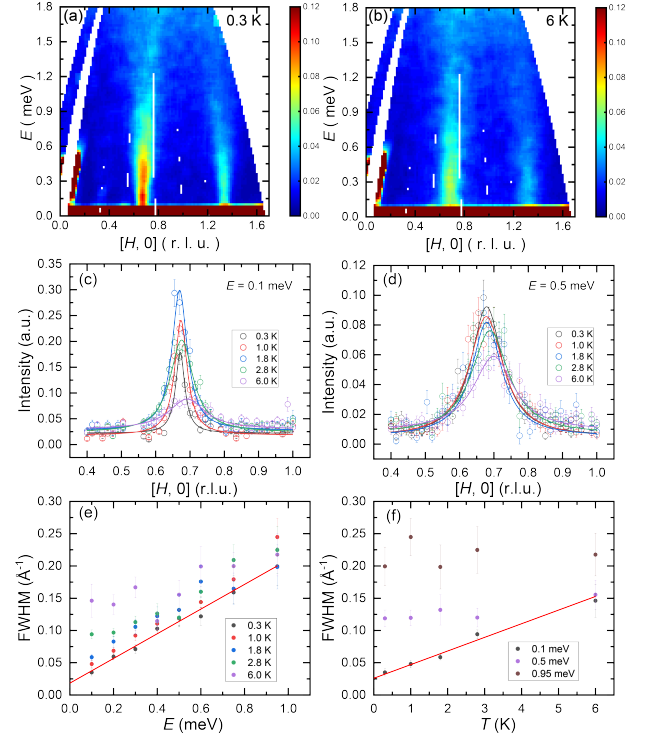 (a) 0.3 K
E ( meV)
1.8
1.5
1.2
0.9
0.6
0.3
0.0
0.0 0.4 0.8 1.2 1.6
[H, 0] ( r. l. u. )
0.12
0.10
0.08
0.06
0.04
0.02
0.00
(b) 6 K
E ( meV)
1.8
1.5
1.2
0.9
0.6
0.3
0.0
0.0 0.4 0.8 1.2 1.6
[H, 0] ( r. l. u. )
0.12
0.10
0.08
0.06
0.04
0.02
0.00
(c) E = 0.1 meV
Intensity (a.u.)
0.35
0.30
0.25
0.20
0.15
0.10
0.05
0.00
0.3 K
1.0 K
1.8 K
2.8 K
6.0 K
0.4 0.5 0.6 0.7 0.8 0.9 1.0
[H, 0] (r.l.u.)
(d) E = 0.5 meV
Intensity (a.u.)
0.12
0.10
0.08
0.06
0.04
0.02
0.00
0.3 K
1.0 K
1.8 K
2.8 K
6.0 K
0.4 0.5 0.6 0.7 0.8 0.9 1.0
[H, 0] (r.l.u.)
(e)
FWHM (Å⁻¹)
0.30
0.25
0.20
0.15
0.10
0.05
0.00
0.3 K
1.0 K
1.8 K
2.8 K
6.0 K
0.0 0.2 0.4 0.6 0.8 1.0
E (meV)
(f)
FWHM (Å⁻¹)
0.30
0.25
0.20
0.15
0.10
0.05
0.00
0.1 meV
0.5 meV
0.95 meV
0 1 2 3 4 5 6
T (K)